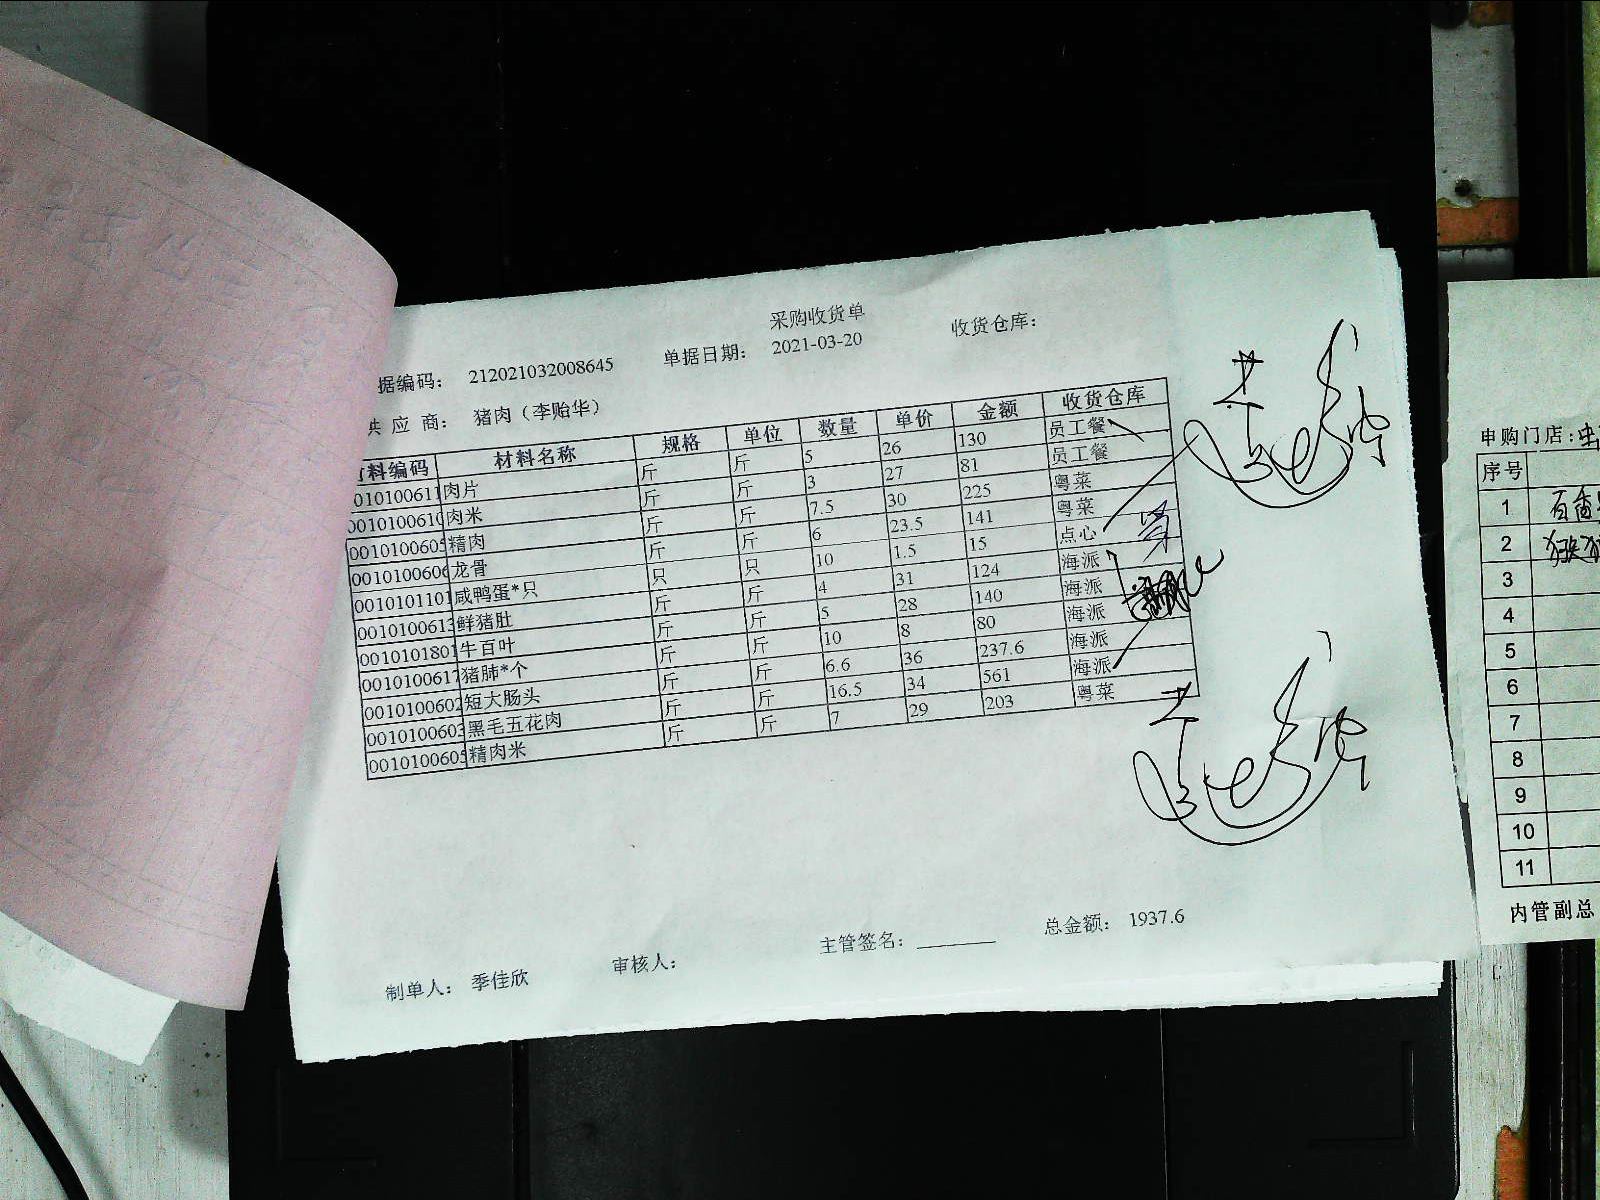 采购收货单
据编码: 212021032008645 单据日期: 2021-03-20 收货仓库:
供应商: 猪肉（李贻华）
料编码 材料名称 规格 单位 数量 单价 金额 收货仓库
010100611 肉片 斤 斤 5 26 130 员工餐
001010061 肉米 斤 斤 3 27 81 员工餐
0010100605 精肉 斤 斤 7.5 30 225 粤菜
001010060 龙骨 斤 斤 6 23.5 141 粤菜
0010101101 咸鸭蛋*只 只 只 10 1.5 15 点心
0010100613 鲜猪肚 斤 斤 4 31 124 海派
0010101801 牛百叶 斤 斤 5 28 140 海派
0010100617 猪肺*个 斤 斤 10 8 80 海派
0010100602 短大肠头 斤 斤 6.6 36 237.6 海派
0010100603 黑毛五花肉 斤 斤 16.5 34 561 海派
0010100605 精肉米 斤 斤 7 29 203 粤菜
总金额: 1937.6
制单人: 季佳欣 审核人: 主管签名:
申购门店:
序号
1 百香
2
3
4
5
6
7
8
9
10
11
内管副总